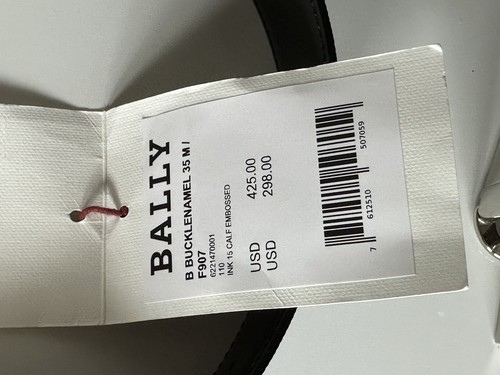 BALLY
B BUCKLENAMEL 35 M /
F907
6221470001
110
INK 15 CALF EMBOSSED
USD 425.00
USD 298.00
7 612510 507059